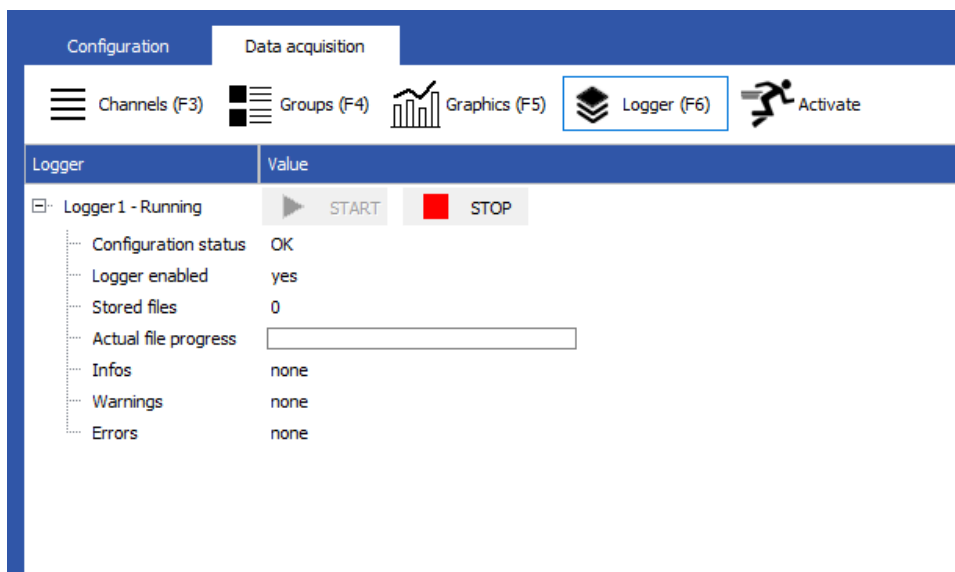 Configuration Data acquisition
Channels (F3) Groups (F4) Graphics (F5) Logger (F6) Activate
Logger Value
Logger1 - Running START STOP
Configuration status OK
Logger enabled yes
Stored files 0
Actual file progress
Infos none
Warnings none
Errors none